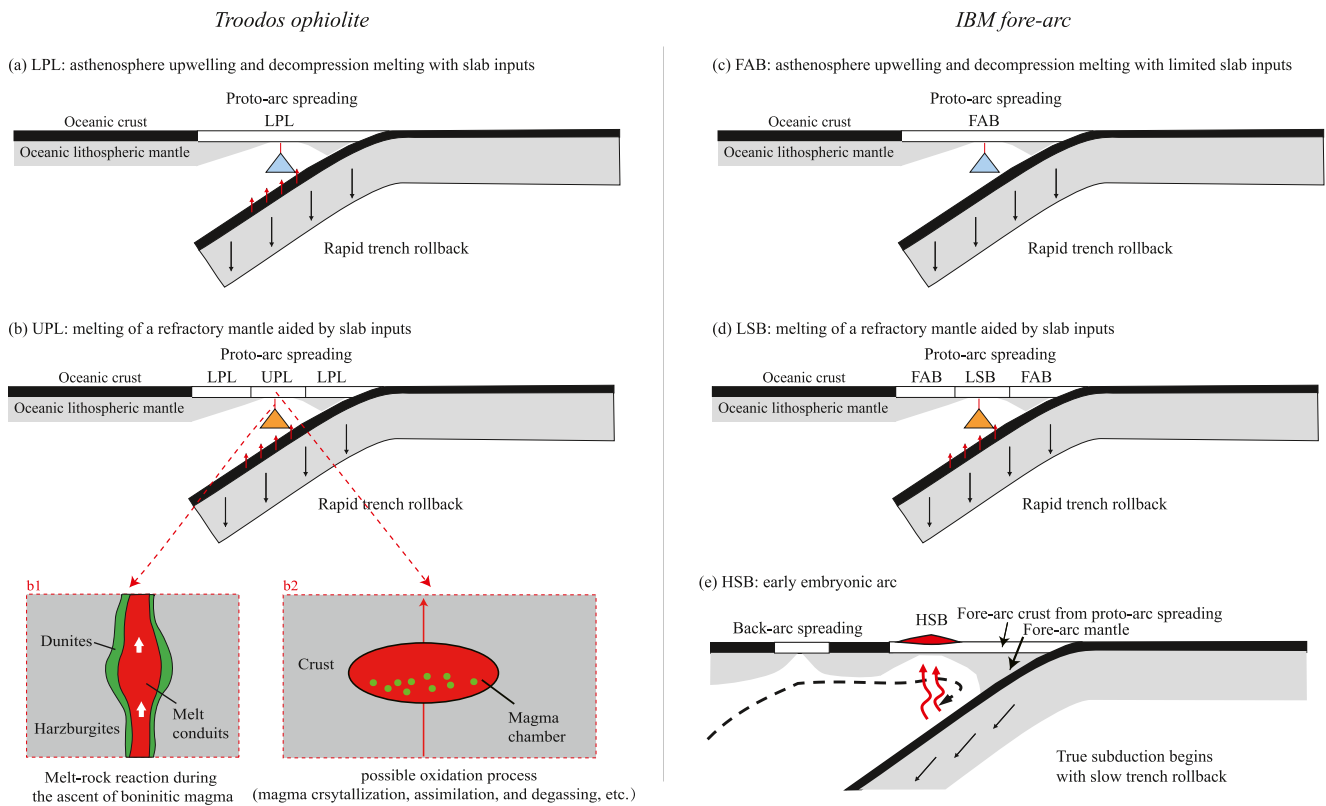 Troodos ophiolite
(a) LPL: asthenosphere upwelling and decompression melting with slab inputs
Proto-arc spreading
Oceanic crust
LPL
Oceanic lithospheric mantle
Rapid trench rollback
(b) UPL: melting of a refractory mantle aided by slab inputs
Proto-arc spreading
Oceanic crust
LPL
UPL
LPL
Oceanic lithospheric mantle
Rapid trench rollback
b1
Dunites
Harzburgites
Melt
conduits
Melt-rock reaction during
the ascent of boninitic magma
b2
Crust
Magma
chamber
possible oxidation process
(magma crsytallization, assimilation, and degassing, etc.)
IBM fore-arc
(c) FAB: asthenosphere upwelling and decompression melting with limited slab inputs
Proto-arc spreading
Oceanic crust
FAB
Oceanic lithospheric mantle
Rapid trench rollback
(d) LSB: melting of a refractory mantle aided by slab inputs
Proto-arc spreading
Oceanic crust
FAB
LSB
FAB
Oceanic lithospheric mantle
Rapid trench rollback
(e) HSB: early embryonic arc
Back-arc spreading
HSB
Fore-arc crust from proto-arc spreading
Fore-arc mantle
True subduction begins
with slow trench rollback